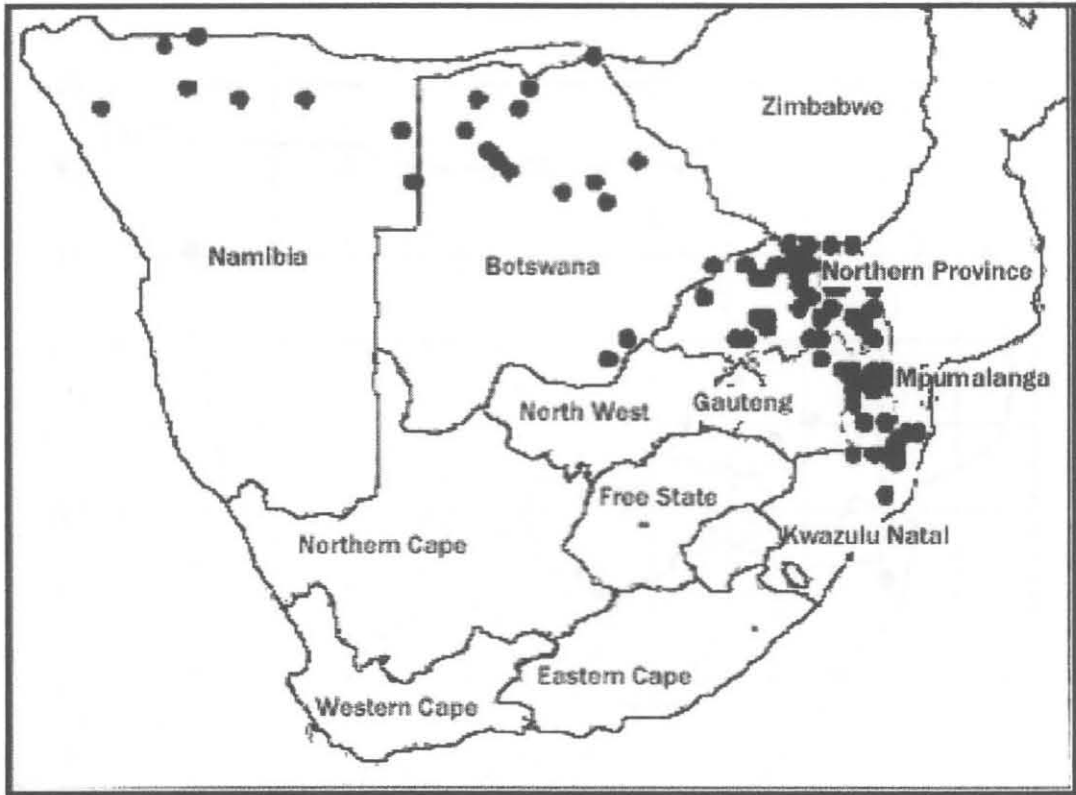 Zimbabwe
Namibia
Botswana
Northern Province
Mpumalanga
North West
Gauteng
Free State
Kwazulu Natal
Northern Cape
Eastern Cape
Western Cape